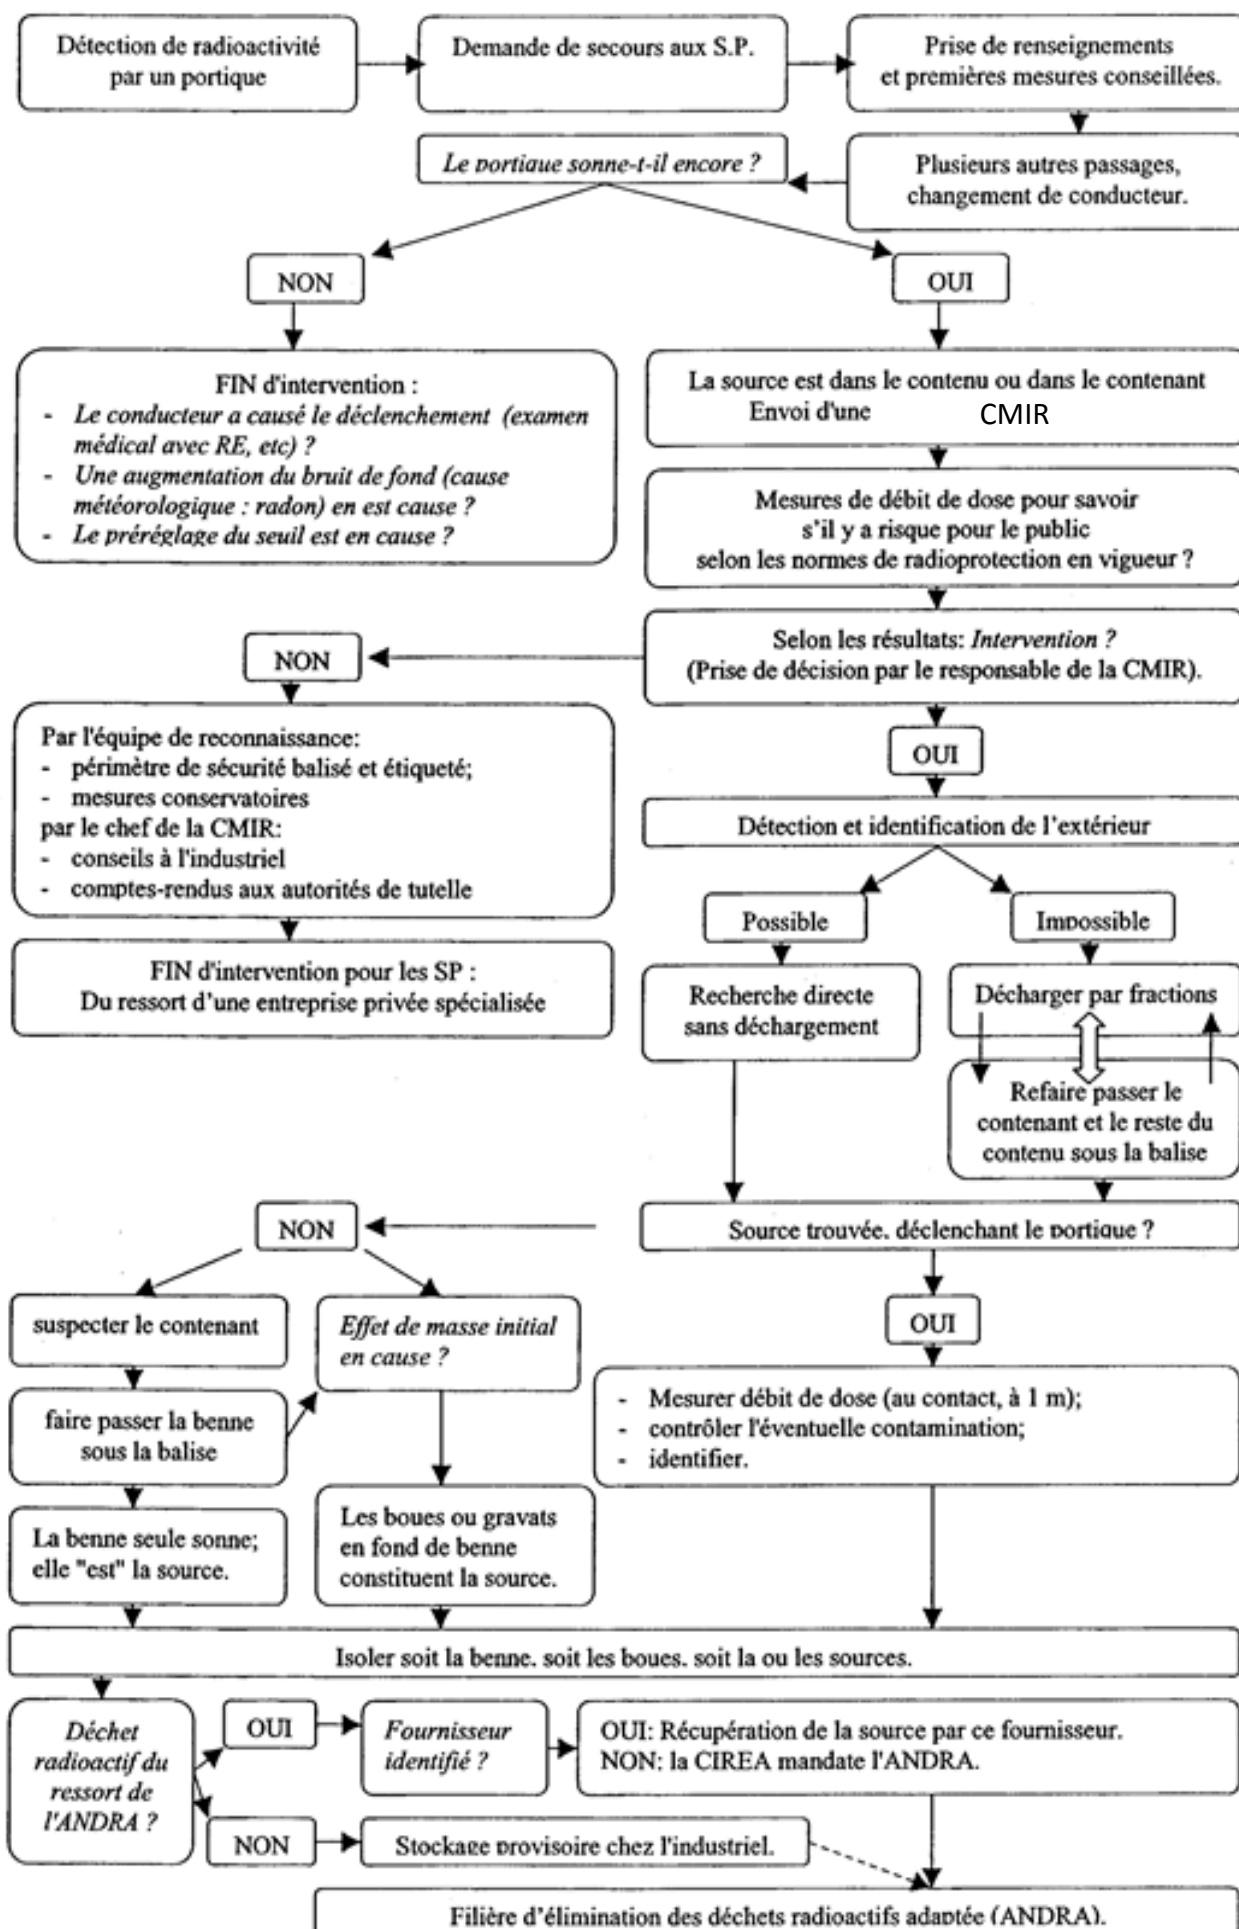 Détection de radioactivité
par un portique
Demande de secours aux S.P.
Prise de renseignements
et premières mesures conseillées.
Plusieurs autres passages,
changement de conducteur.
Le portique sonne-t-il encore ?
NON
OUI
FIN d'intervention :
- Le conducteur a causé le déclenchement (examen
médical avec RE, etc) ?
- Une augmentation du bruit de fond (cause
météorologique : radon) en est cause ?
- Le préréglage du seuil est en cause ?
La source est dans le contenu ou dans le contenant
Envoi d'une CMIR
Mesures de débit de dose pour savoir
s'il y a risque pour le public
selon les normes de radioprotection en vigueur ?
Selon les résultats: Intervention ?
(Prise de décision par le responsable de la CMIR).
NON
Par l'équipe de reconnaissance:
- périmètre de sécurité balisé et étiqueté;
- mesures conservatoires
par le chef de la CMIR:
- conseils à l'industriel
- comptes-rendus aux autorités de tutelle
FIN d'intervention pour les SP :
Du ressort d'une entreprise privée spécialisée
OUI
Détection et identification de l'extérieur
Possible
Impossible
Recherche directe
sans déchargement
Décharger par fractions
Refaire passer le
contenant et le reste du
contenu sous la balise
Source trouvée, déclenchant le portique ?
NON
suspecter le contenant
Effet de masse initial
en cause ?
faire passer la benne
sous la balise
La benne seule sonne;
elle "est" la source.
Les boues ou gravats
en fond de benne
constituent la source.
OUI
- Mesurer débit de dose (au contact, à 1 m);
- contrôler l'éventuelle contamination;
- identifier.
Isoler soit la benne, soit les boues, soit la ou les sources.
Déchet
radioactif du
ressort de
l'ANDRA ?
OUI
Fournisseur
identifié ?
OUI: Récupération de la source par ce fournisseur.
NON: la CIREA mandate l'ANDRA.
NON
Stockage provisoire chez l'industriel.
Filière d'élimination des déchets radioactifs adaptée (ANDRA).